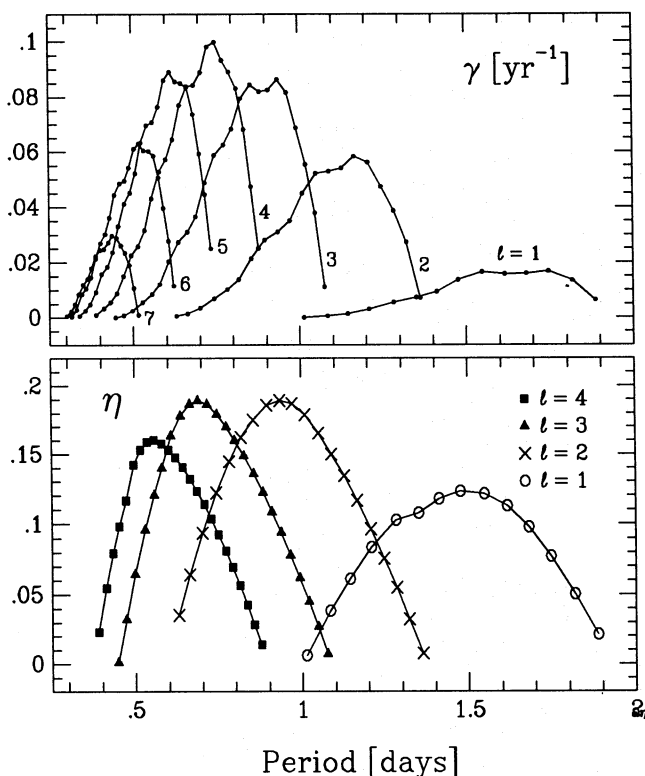 .1
.08
.06
.04
.02
0
γ [yr⁻¹]
ℓ = 1
2
3
4
5
6
7
.2
.15
.1
.05
0
η
ℓ = 4
ℓ = 3
ℓ = 2
ℓ = 1
.5
1
1.5
2
Period [days]